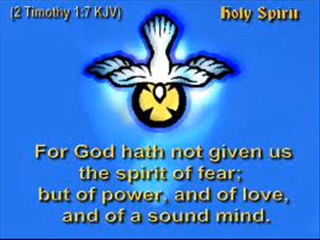 (2 Timothy 1:7 KJV) Holy Spirit
For God hath not given us
the spirit of fear;
but of power, and of love,
and of a sound mind.